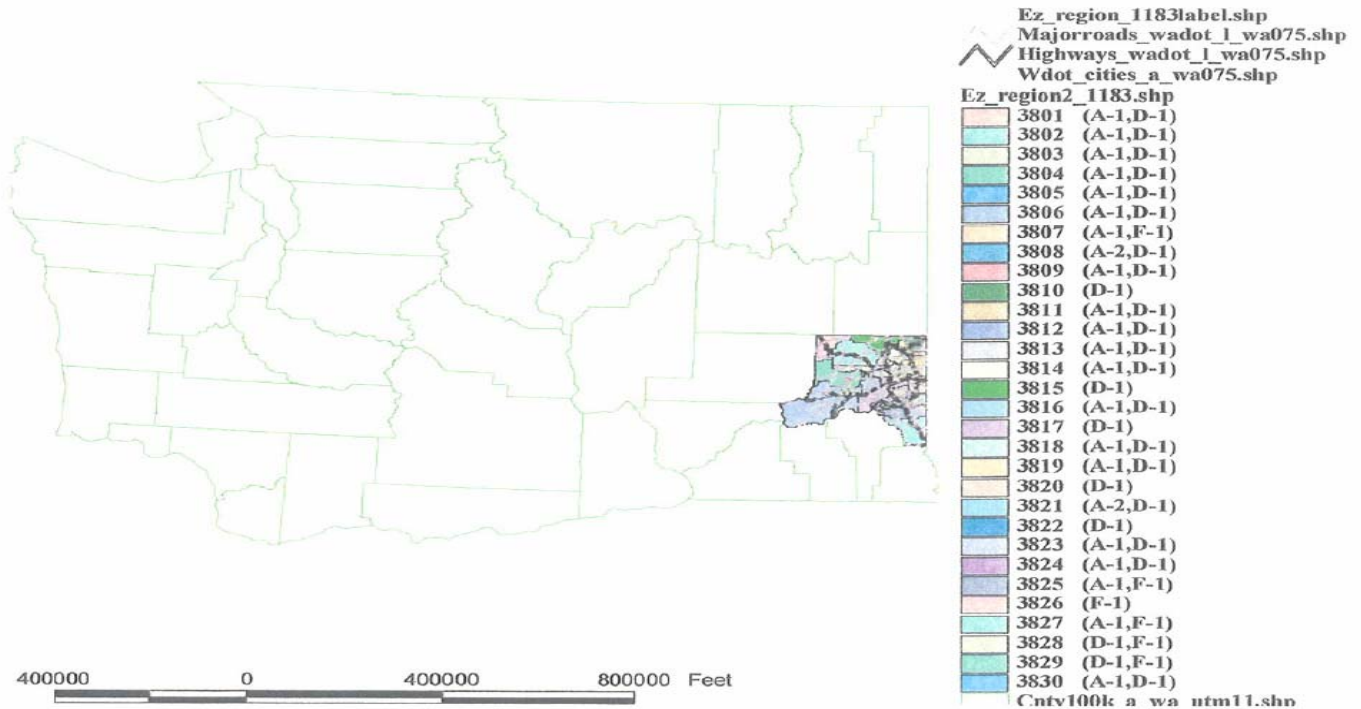 Ez_region_1183label.shp
Majorroads_wadot_l_wa075.shp
Highways_wadot_l_wa075.shp
Wdot_cities_a_wa075.shp
Ez_region2_1183.shp
3801 (A-1,D-1)
3802 (A-1,D-1)
3803 (A-1,D-1)
3804 (A-1,D-1)
3805 (A-1,D-1)
3806 (A-1,D-1)
3807 (A-1,F-1)
3808 (A-2,D-1)
3809 (A-1,D-1)
3810 (D-1)
3811 (A-1,D-1)
3812 (A-1,D-1)
3813 (A-1,D-1)
3814 (A-1,D-1)
3815 (D-1)
3816 (A-1,D-1)
3817 (D-1)
3818 (A-1,D-1)
3819 (A-1,D-1)
3820 (D-1)
3821 (A-2,D-1)
3822 (D-1)
3823 (A-1,D-1)
3824 (A-1,D-1)
3825 (A-1,F-1)
3826 (F-1)
3827 (A-1,F-1)
3828 (D-1,F-1)
3829 (D-1,F-1)
3830 (A-1,D-1)
Cnty100k_a_wa_utm11.shp
400000 0 400000 800000 Feet